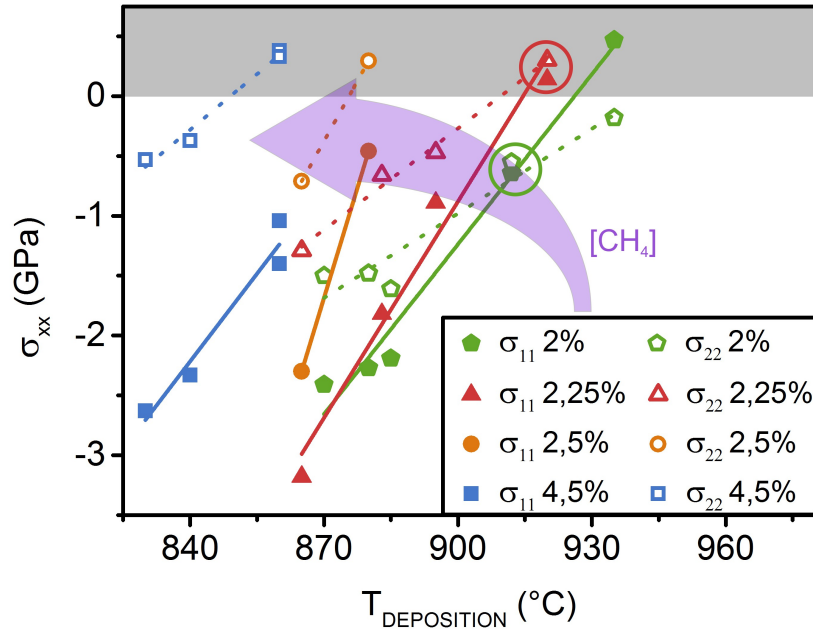 0
-1
-2
-3
σxx (GPa)
[CH4]
σ11 2% σ22 2%
σ11 2,25% σ22 2,25%
σ11 2,5% σ22 2,5%
σ11 4,5% σ22 4,5%
840 870 900 930 960
TDEPOSITION (°C)